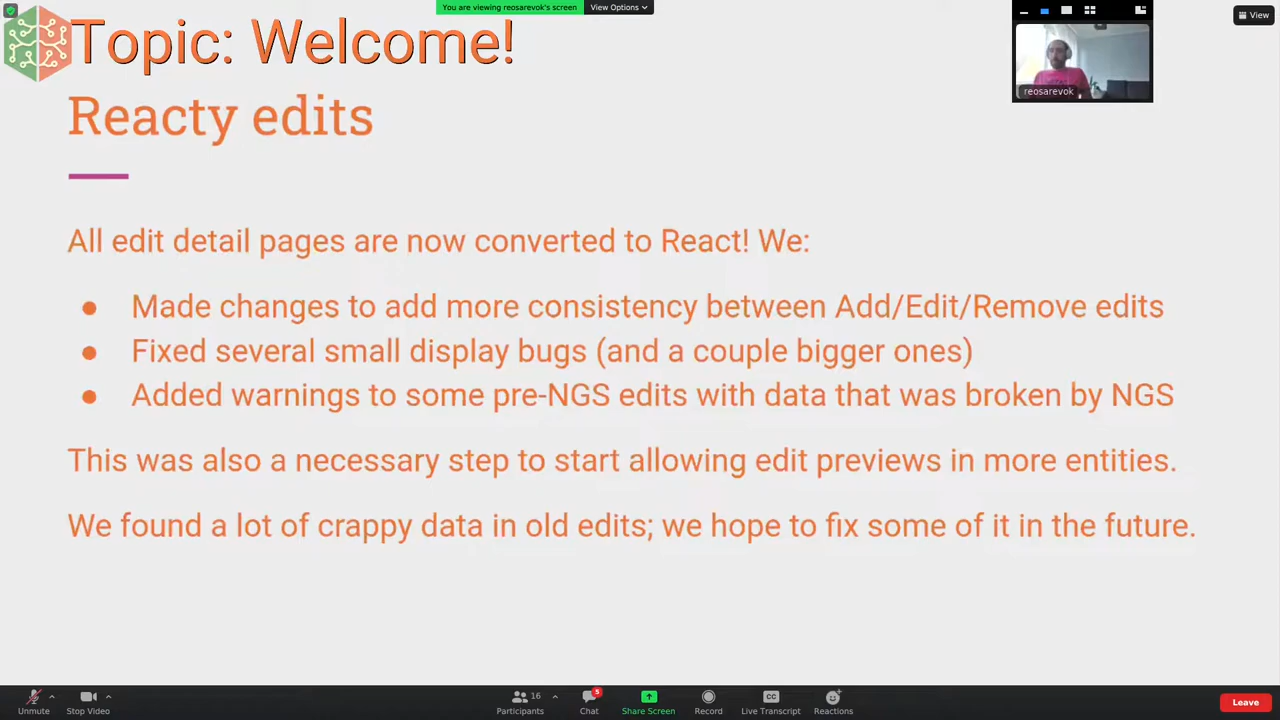 You are viewing reosarevok's screen
View Options
View
Topic: Welcome!
reosarevok
Reacty edits
All edit detail pages are now converted to React! We:
● Made changes to add more consistency between Add/Edit/Remove edits
● Fixed several small display bugs (and a couple bigger ones)
● Added warnings to some pre-NGS edits with data that was broken by NGS
This was also a necessary step to start allowing edit previews in more entities.
We found a lot of crappy data in old edits; we hope to fix some of it in the future.
Unmute
Stop Video
16
Participants
5
Chat
Share Screen
Record
CC
Live Transcript
Reactions
Leave